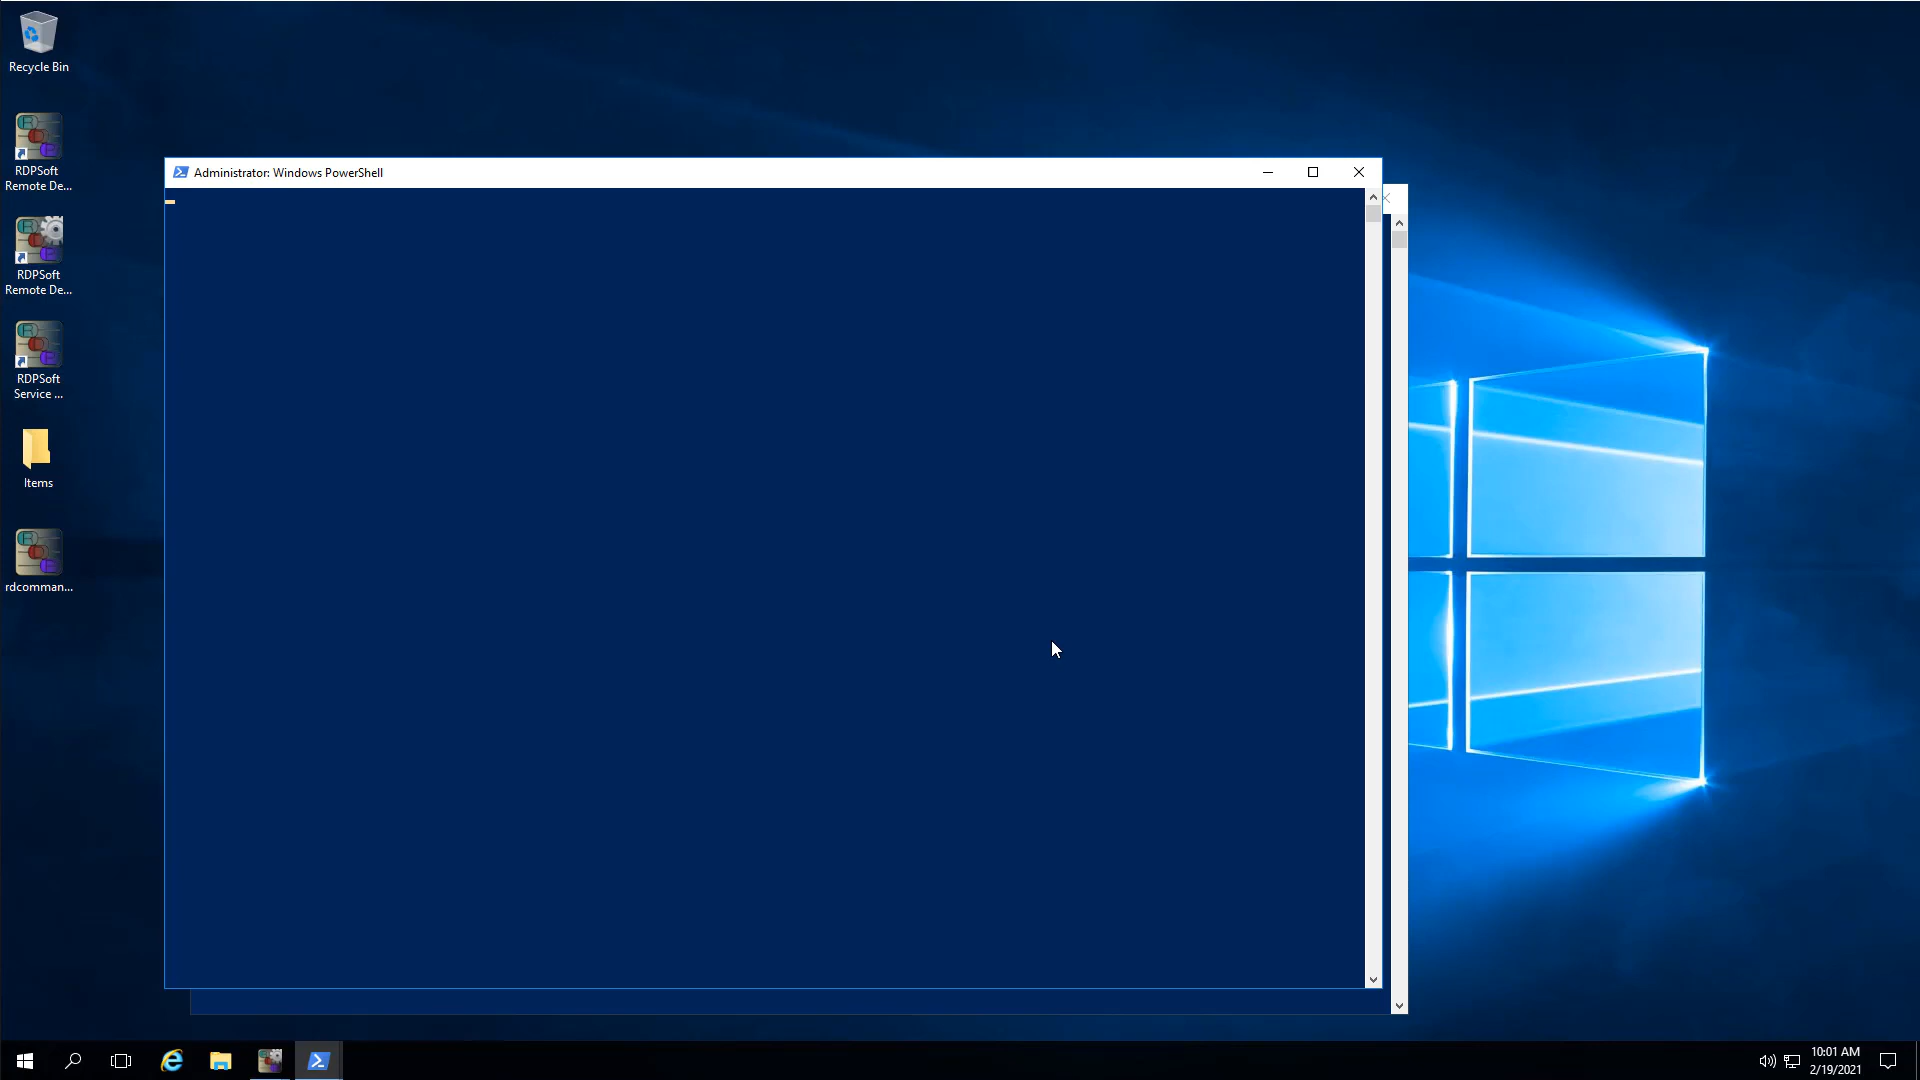 Recycle Bin
RDPSoft
Remote De...
RDPSoft
Remote De...
RDPSoft
Service ...
Items
rdcomman...
Administrator: Windows PowerShell
10:01 AM
2/19/2021